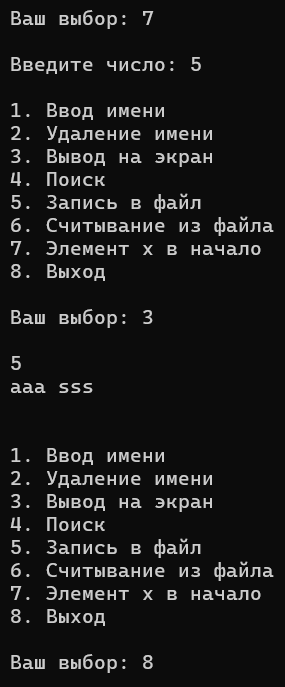 Ваш выбор: 7
Введите число: 5
1. Ввод имени
2. Удаление имени
3. Вывод на экран
4. Поиск
5. Запись в файл
6. Считывание из файла
7. Элемент x в начало
8. Выход
Ваш выбор: 3
5
aaa sss
1. Ввод имени
2. Удаление имени
3. Вывод на экран
4. Поиск
5. Запись в файл
6. Считывание из файла
7. Элемент x в начало
8. Выход
Ваш выбор: 8